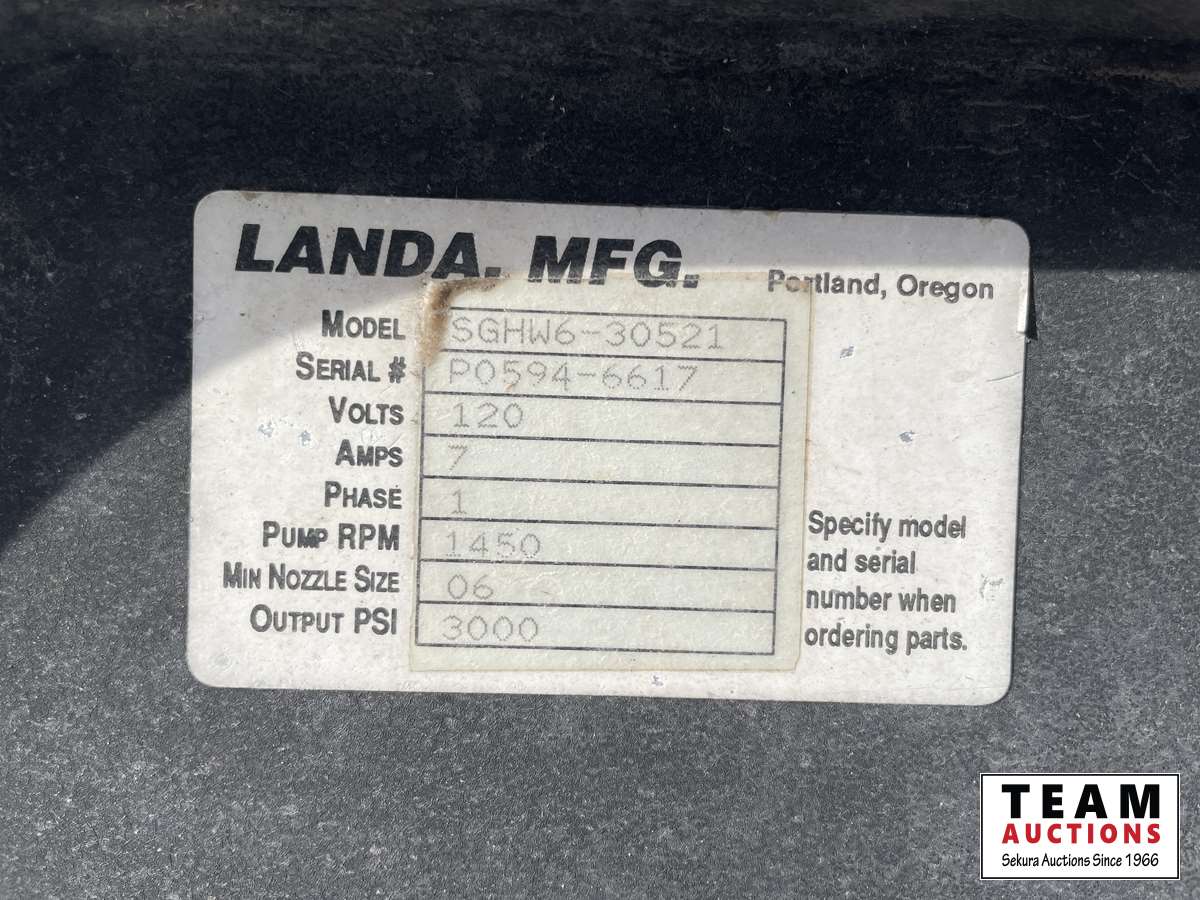 LANDA. MFG.
Portland, Oregon
MODEL SGHW6-30521
SERIAL # P0594-6617
VOLTS 120
AMPS 7
PHASE 1
PUMP RPM 1450
MIN NOZZLE SIZE 06
OUTPUT PSI 3000
Specify model
and serial
number when
ordering parts.
TEAM
AUCTIONS
Sekura Auctions Since 1966